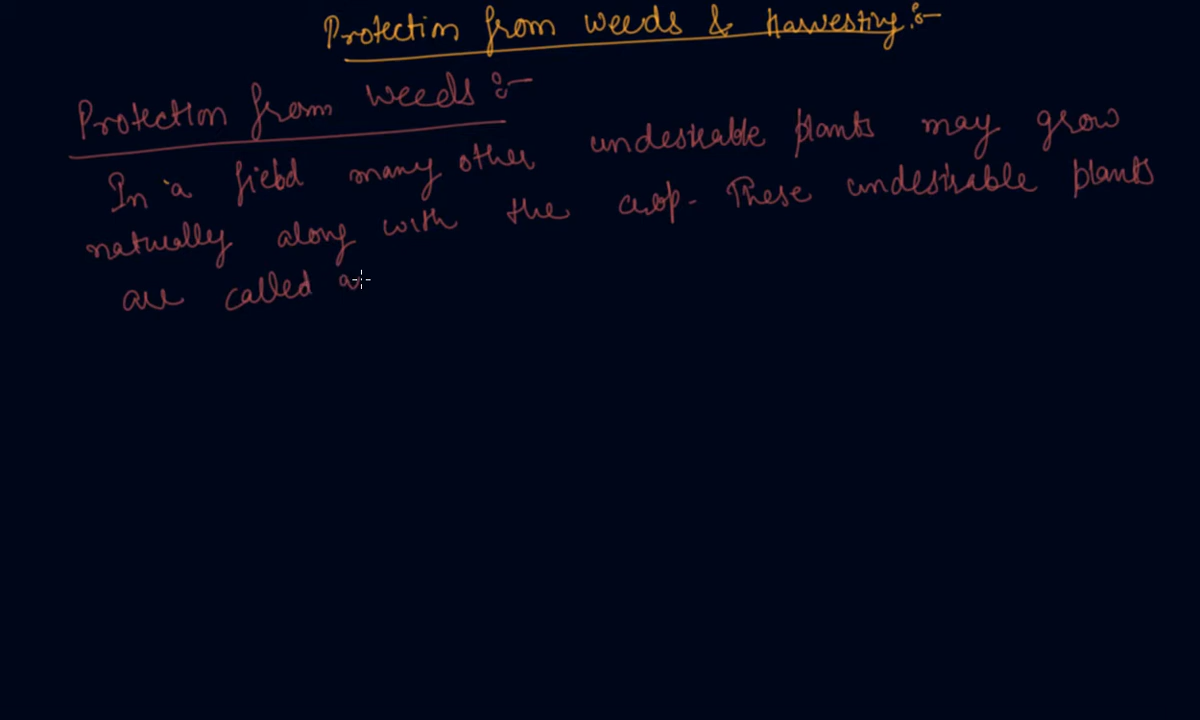 Protection from weeds & Harvesting :-
Protection from weeds :-
In a field many other undesirable plants may grow
naturally along with the crop. These undesirable plants
are called as